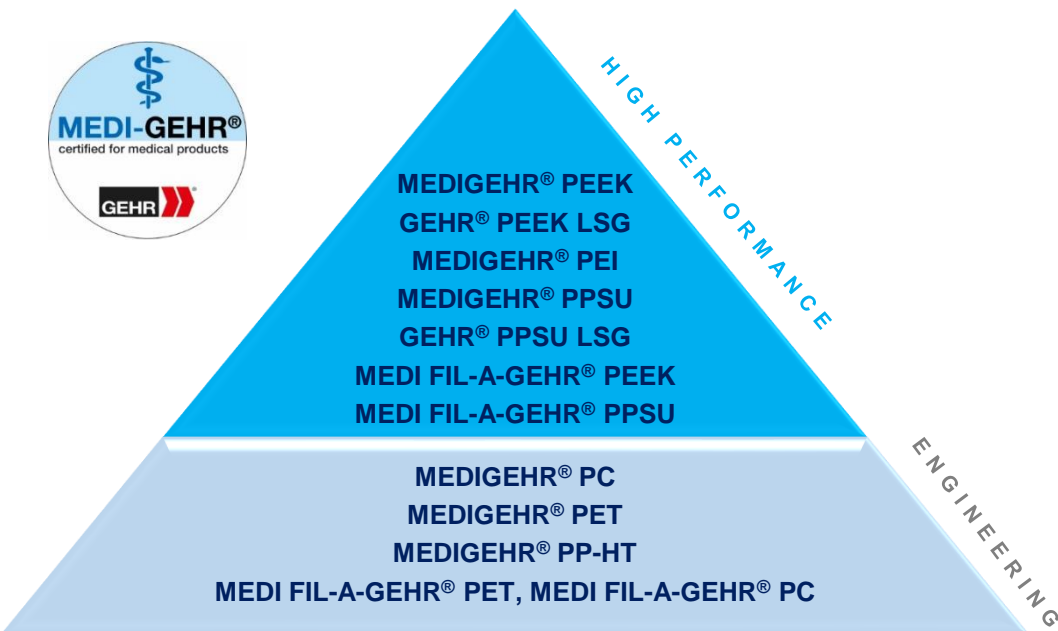 MEDI-GEHR®
certified for medical products
GEHR®
HIGH PERFORMANCE
MEDIGEHR® PEEK
GEHR® PEEK LSG
MEDIGEHR® PEI
MEDIGEHR® PPSU
GEHR® PPSU LSG
MEDI FIL-A-GEHR® PEEK
MEDI FIL-A-GEHR® PPSU
ENGINEERING
MEDIGEHR® PC
MEDIGEHR® PET
MEDIGEHR® PP-HT
MEDI FIL-A-GEHR® PET, MEDI FIL-A-GEHR® PC